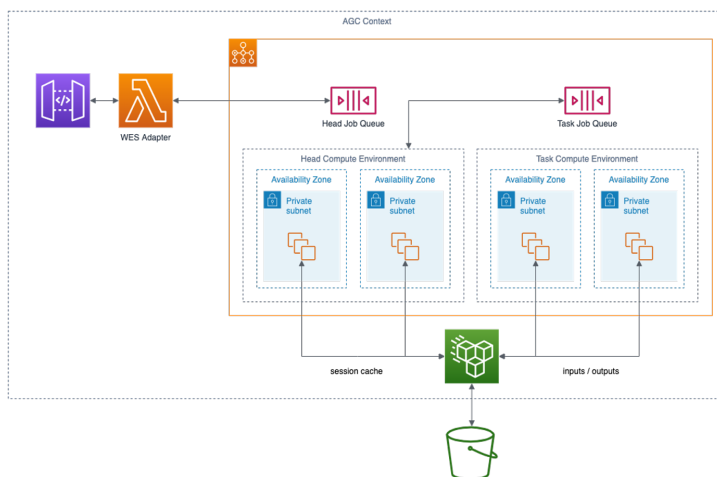 AGC Context
WES Adapter
Head Job Queue
Task Job Queue
Head Compute Environment
Task Compute Environment
Availability Zone
Availability Zone
Availability Zone
Availability Zone
Private
subnet
Private
subnet
Private
subnet
Private
subnet
session cache
inputs / outputs